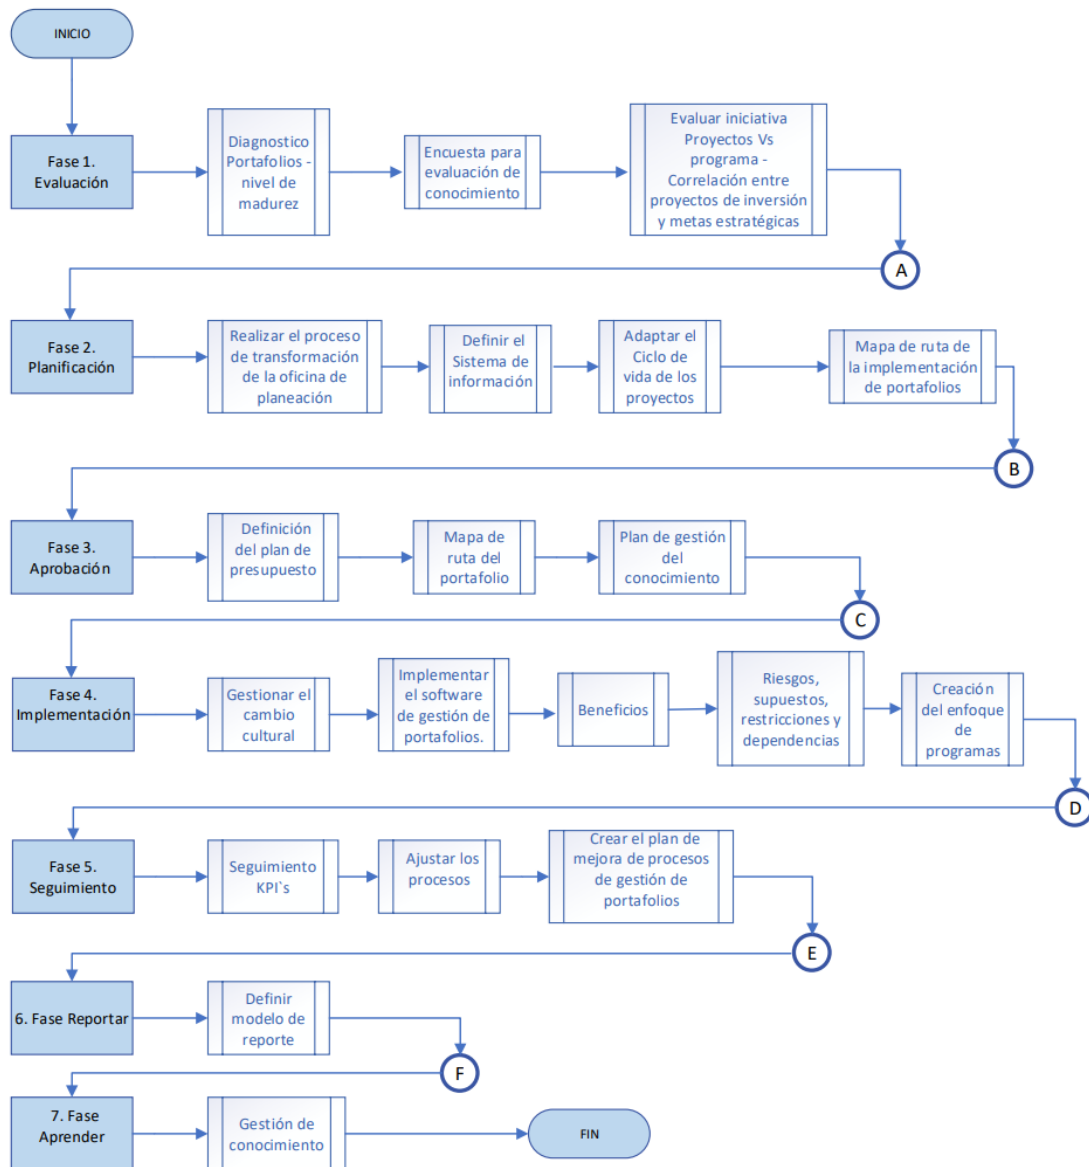 INICIO
Fase 1.
Evaluación
Diagnostico
Portafolios -
nivel de
madurez
Encuesta para
evaluación de
conocimiento
Evaluar iniciativa
Proyectos Vs
programa -
Correlación entre
proyectos de inversión
y metas estratégicas
A
Fase 2.
Planificación
Realizar el proceso
de transformación
de la oficina de
planeación
Definir el
Sistema de
información
Adaptar el
Ciclo de
vida de los
proyectos
Mapa de ruta de
la implementación
de portafolios
B
Fase 3.
Aprobación
Definición
del plan de
presupuesto
Mapa de
ruta del
portafolio
Plan de gestión
del
conocimiento
C
Fase 4.
Implementación
Gestionar el
cambio
cultural
Implementar
el software
de gestión de
portafolios.
Beneficios
Riesgos,
supuestos,
restricciones y
dependencias
Creación
del enfoque
de
programas
D
Fase 5.
Seguimiento
Seguimiento
KPI`s
Ajustar los
procesos
Crear el plan de
mejora de procesos
de gestión de
portafolios
E
6. Fase Reportar
Definir
modelo de
reporte
F
7. Fase
Aprender
Gestión de
conocimiento
FIN